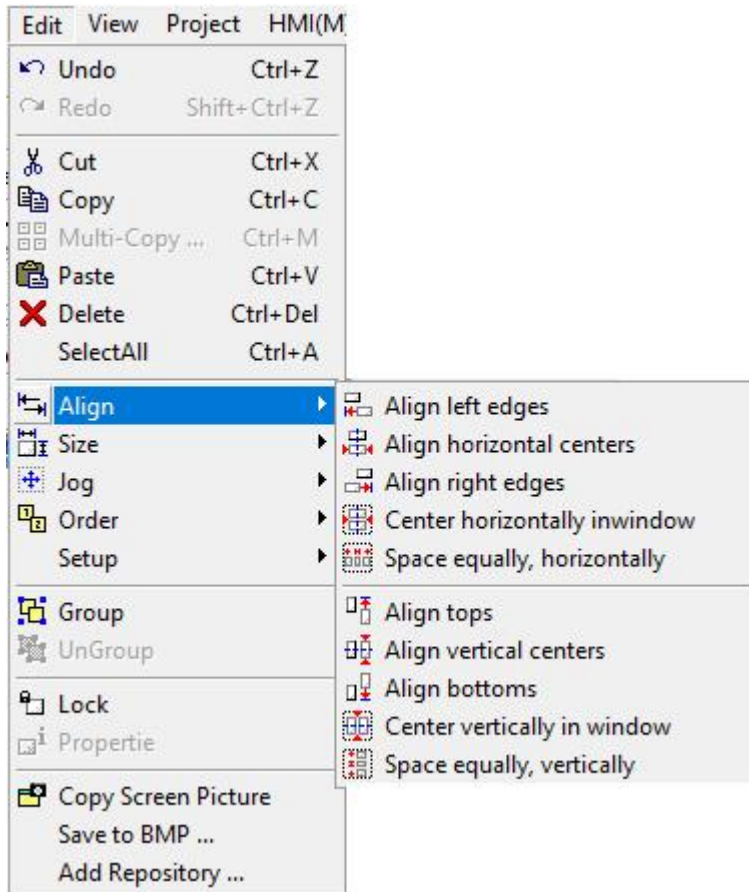 Edit View Project HMI(M
Undo Ctrl+Z
Redo Shift+Ctrl+Z
Cut Ctrl+X
Copy Ctrl+C
Multi-Copy ... Ctrl+M
Paste Ctrl+V
Delete Ctrl+Del
SelectAll Ctrl+A
Align
Size
Jog
Order
Setup
Group
UnGroup
Lock
Propertie
Copy Screen Picture
Save to BMP ...
Add Repository ...
Align left edges
Align horizontal centers
Align right edges
Center horizontally inwindow
Space equally, horizontally
Align tops
Align vertical centers
Align bottoms
Center vertically in window
Space equally, vertically